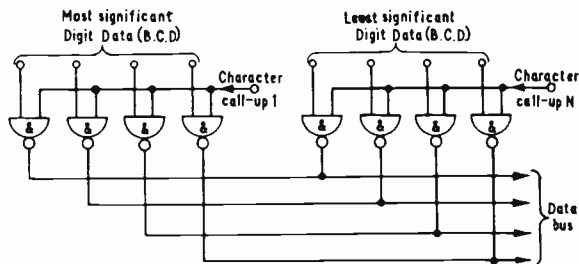 Most significant
Digit Data (B.C.D)
Least significant
Digit Data (B.C.D)
Character
call-up 1
Character
call-up N
& & & & & & & &
Data
bus